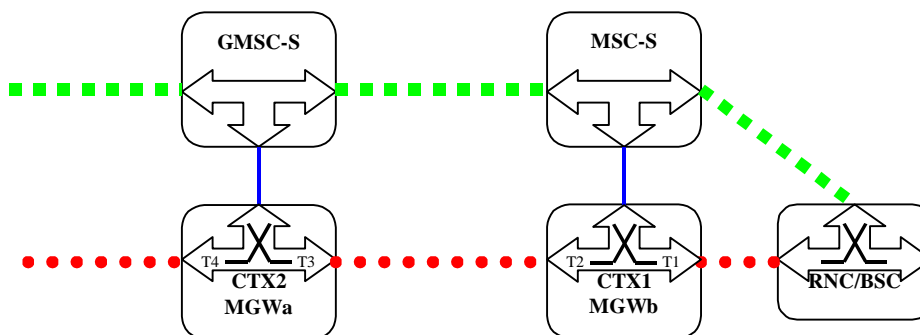 GMSC-S
MSC-S
T4
T3
T2
T1
CTX2
MGWa
CTX1
MGWb
RNC/BSC